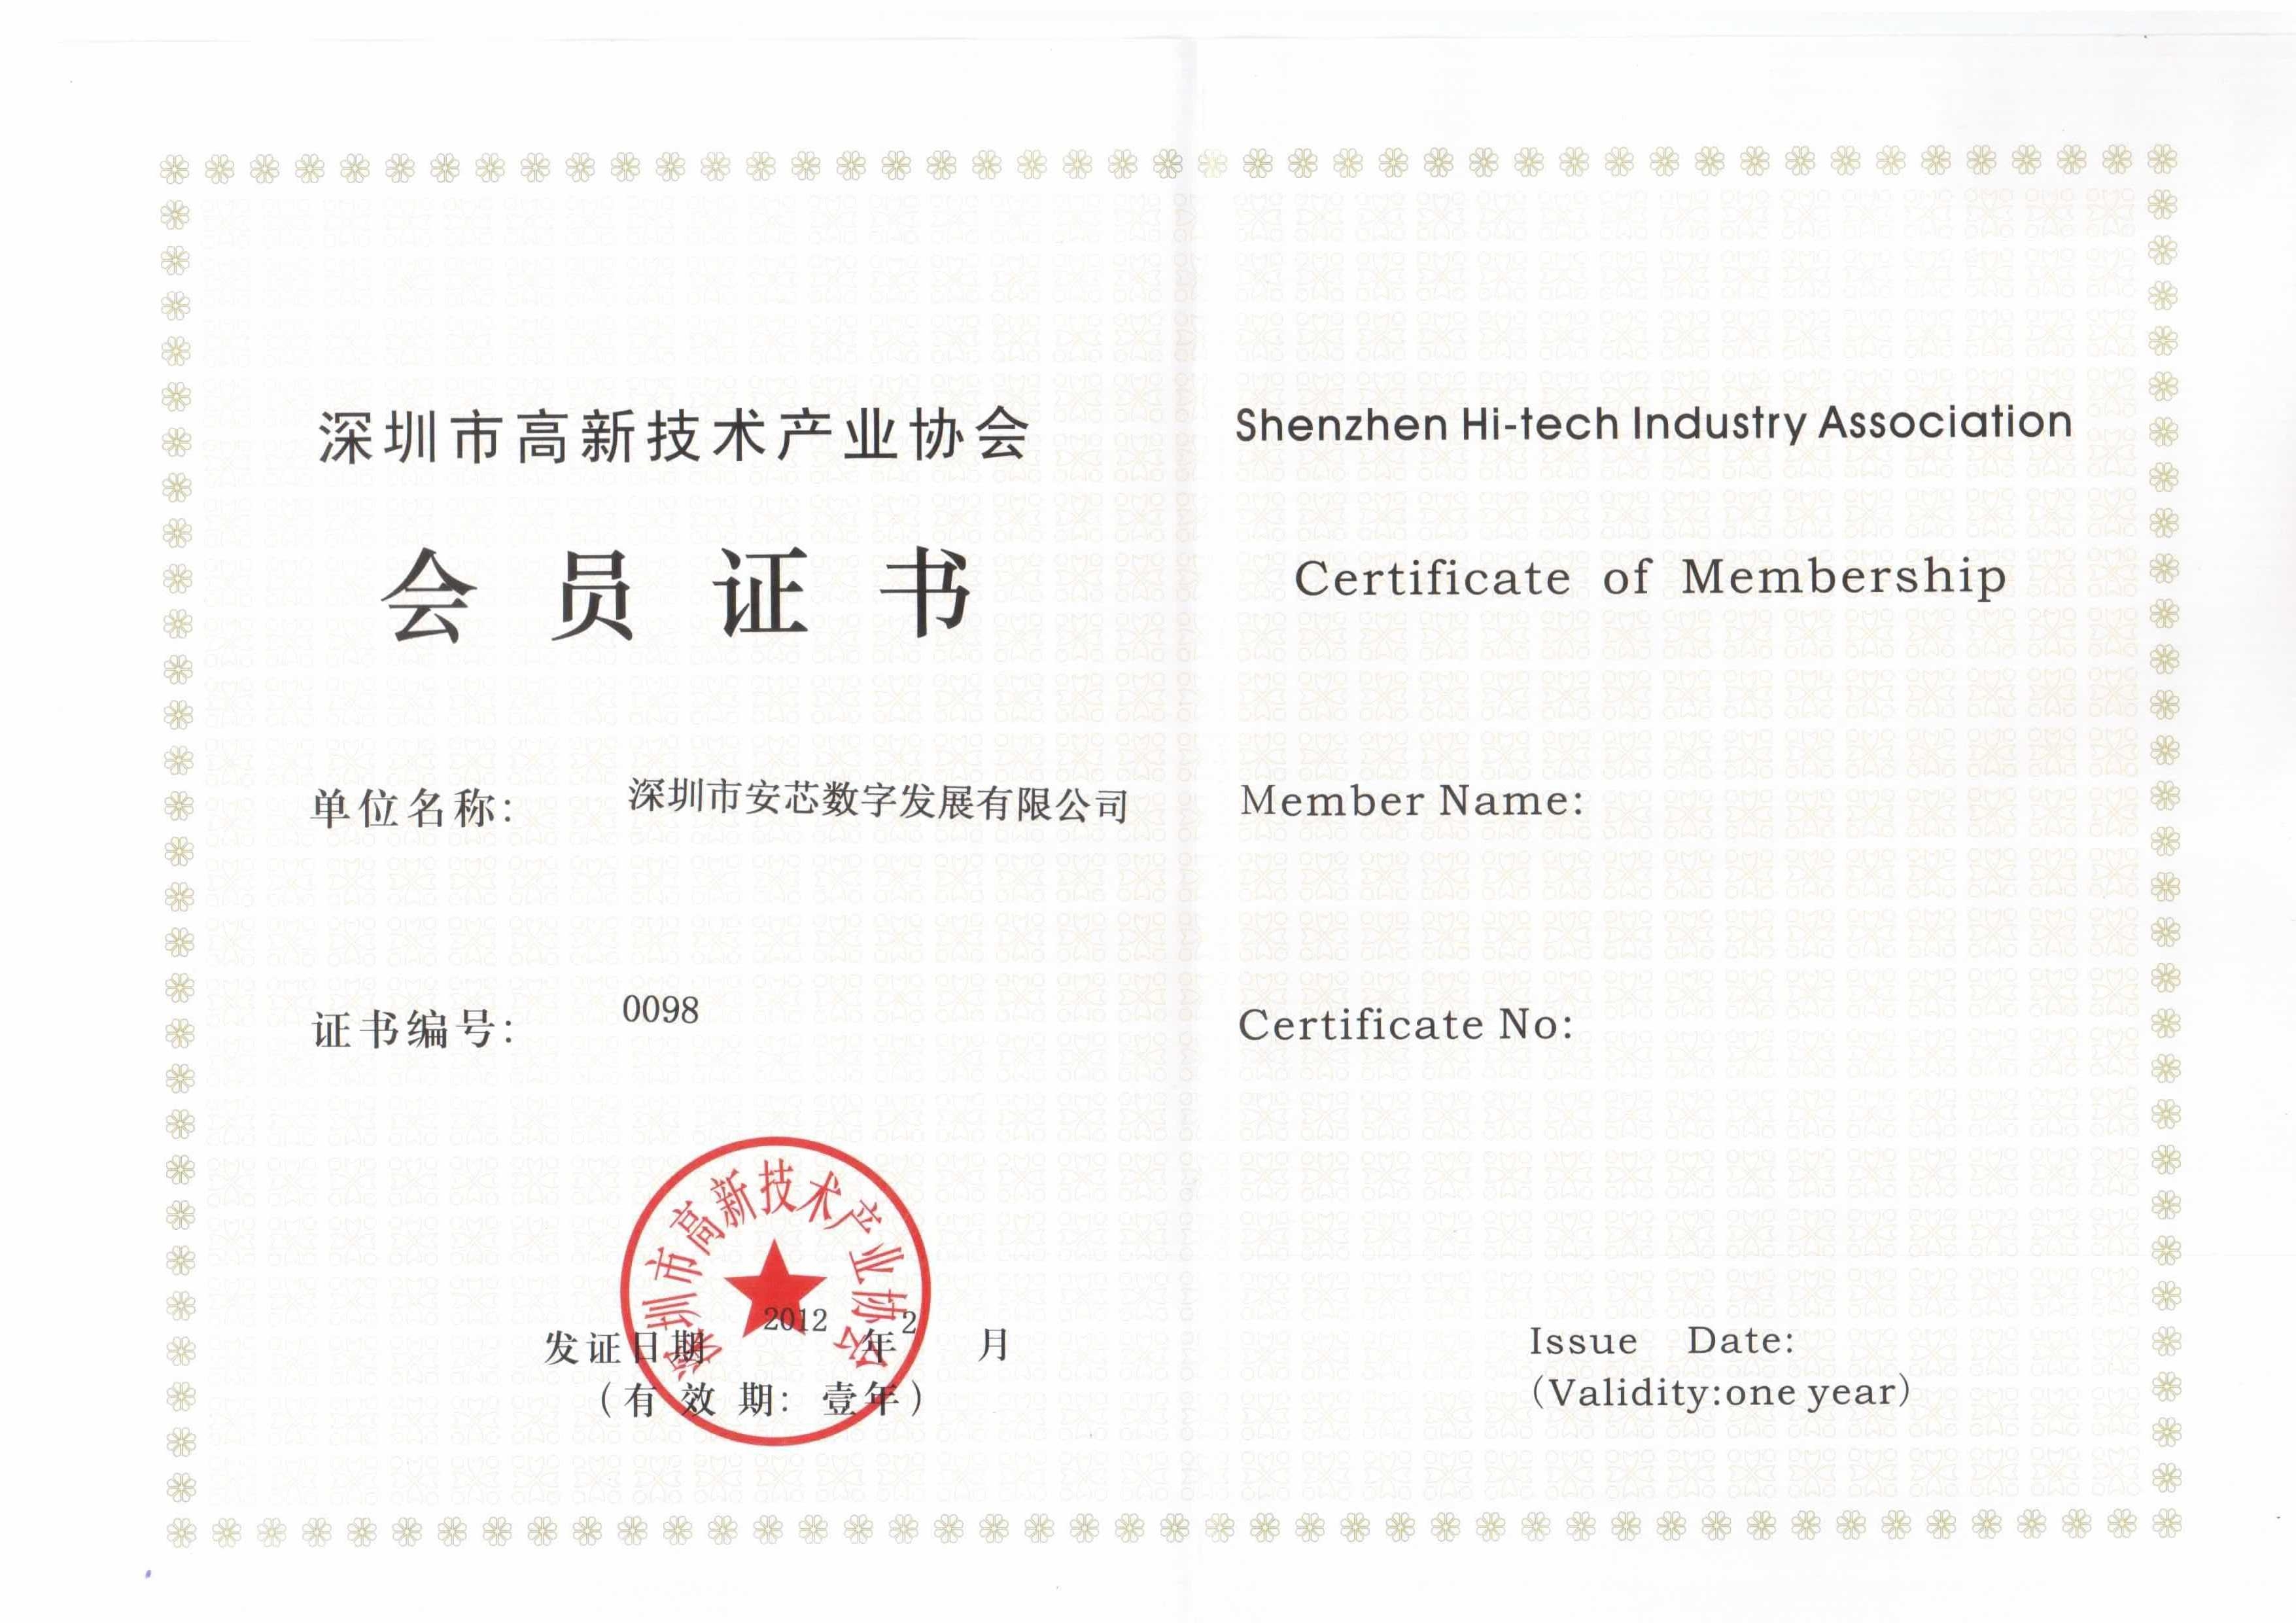 深圳市高新技术产业协会
会员证书
单位名称: 深圳市安芯数字发展有限公司
证书编号: 0098
深圳市高新技术产业协会
发证日期 2012 年 2 月
(有效期: 壹年)
Shenzhen Hi-tech Industry Association
Certificate of Membership
Member Name:
Certificate No:
Issue Date:
(Validity:one year)